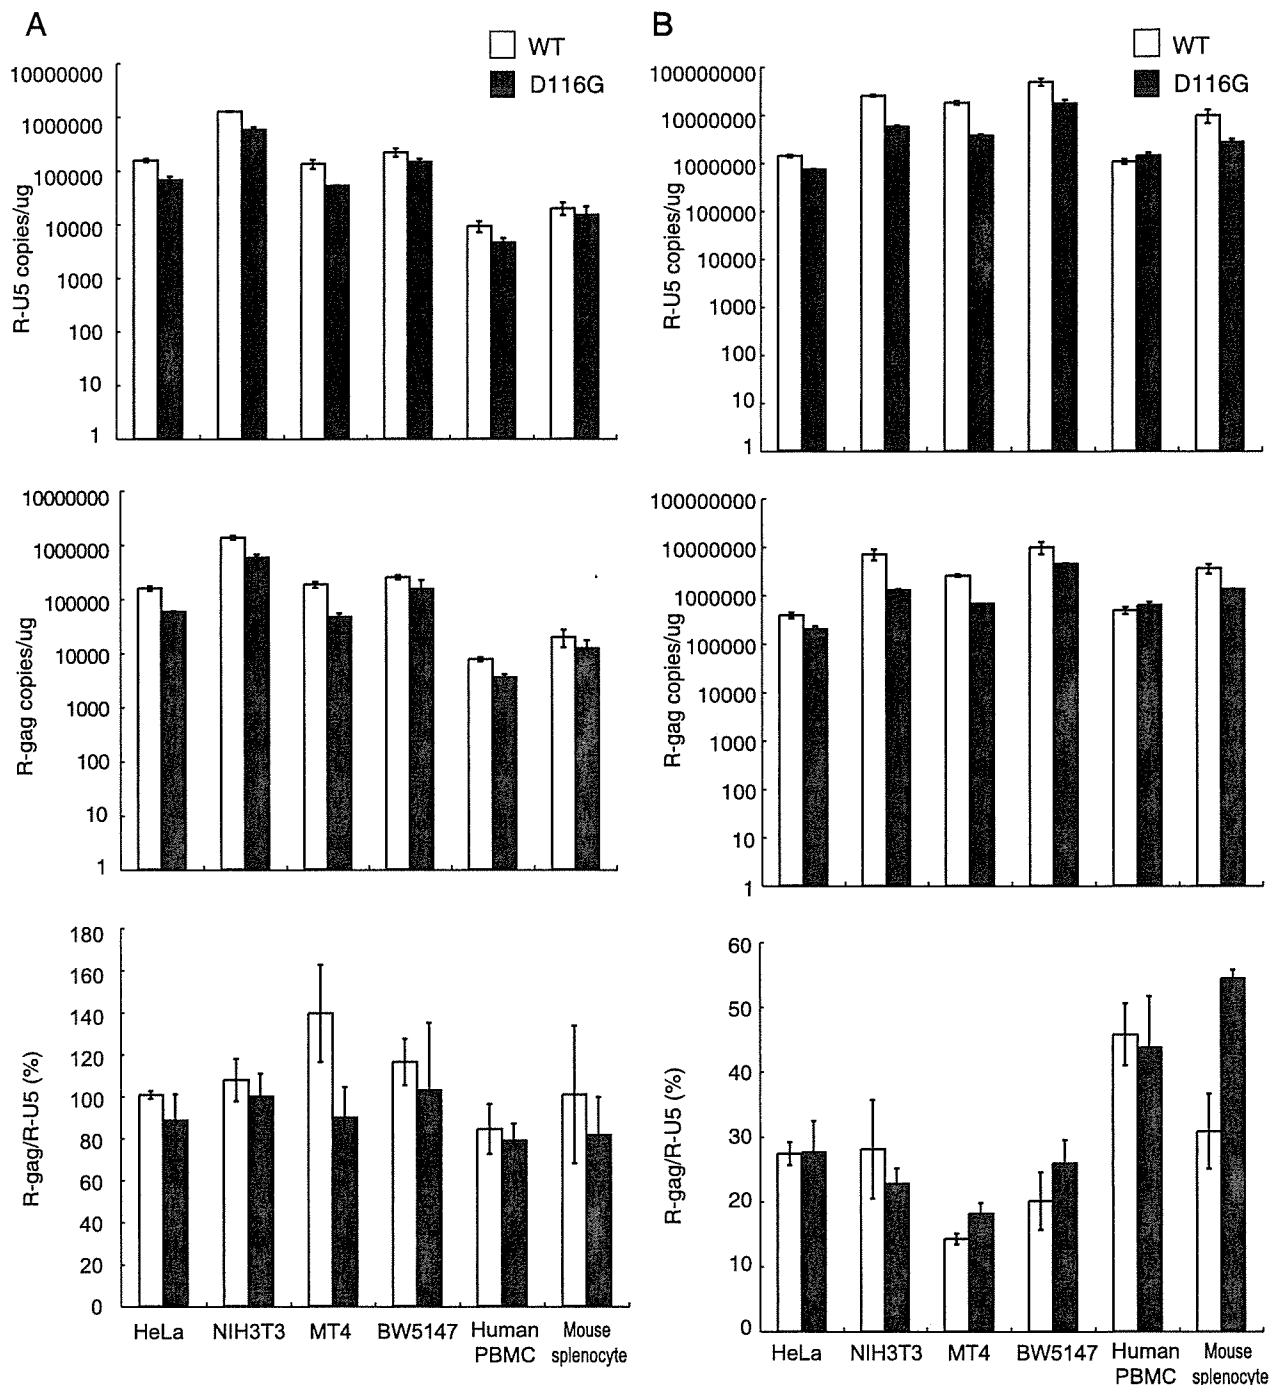 A
WT
D116G
10000000
1000000
100000
10000
1000
100
10
1
R-U5 copies/ug
B
WT
D116G
100000000
10000000
1000000
100000
10000
1000
100
10
1
R-U5 copies/ug
10000000
1000000
100000
10000
1000
100
10
1
R-gag copies/ug
100000000
10000000
1000000
100000
10000
1000
100
10
1
R-gag copies/ug
180
160
140
120
100
80
60
40
20
0
R-gag/R-U5 (%)
HeLa
NIH3T3
MT4
BW5147
Human
PBMC
Mouse
splenocyte
60
50
40
30
20
10
0
R-gag/R-U5 (%)
HeLa
NIH3T3
MT4
BW5147
Human
PBMC
Mouse
splenocyte